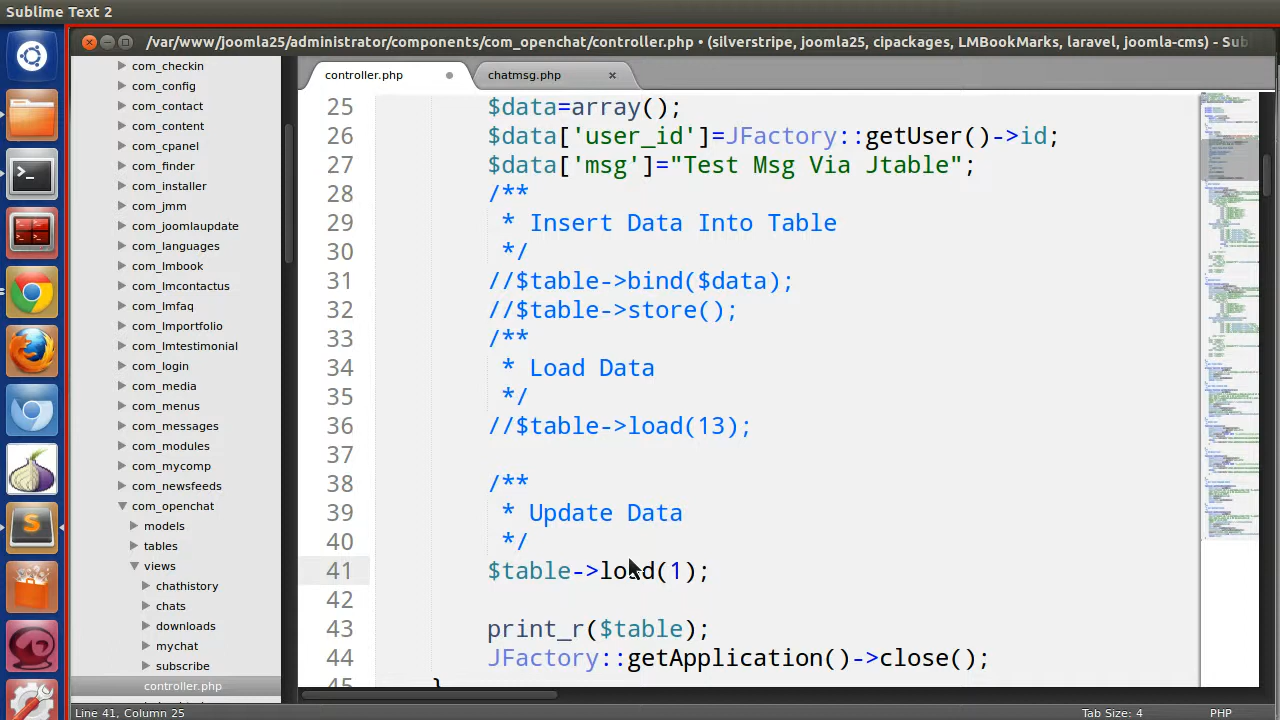 Sublime Text 2
/var/www/joomla25/administrator/components/com_openchat/controller.php • (silverstripe, joomla25, cipackages, LMBookMarks, laravel, joomla-cms) - Sub
com_checkin
com_config
com_contact
com_content
com_cpanel
com_finder
com_installer
com_jmm
com_joomlaupdate
com_languages
com_lmbook
com_lmcontactus
com_lmfaq
com_lmportfolio
com_lmtestimonial
com_login
com_media
com_menus
com_messages
com_modules
com_mycomp
com_newsfeeds
com_openchat
models
tables
views
chathistory
chats
downloads
mychat
subscribe
controller.php
controller.php
chatmsg.php
25 $data=array();
26 $data['user_id']=JFactory::getUser()->id;
27 $data['msg']="Test Msg Via Jtable";
28 /**
29 * Insert Data Into Table
30 */
31 //$table->bind($data);
32 //$table->store();
33 /**
34 * Load Data
35 */
36 //$table->load(13);
37
38 /**
39 * Update Data
40 */
41 $table->load(1);
42
43 print_r($table);
44 JFactory::getApplication()->close();
45 }
Line 41, Column 25
Tab Size: 4
PHP